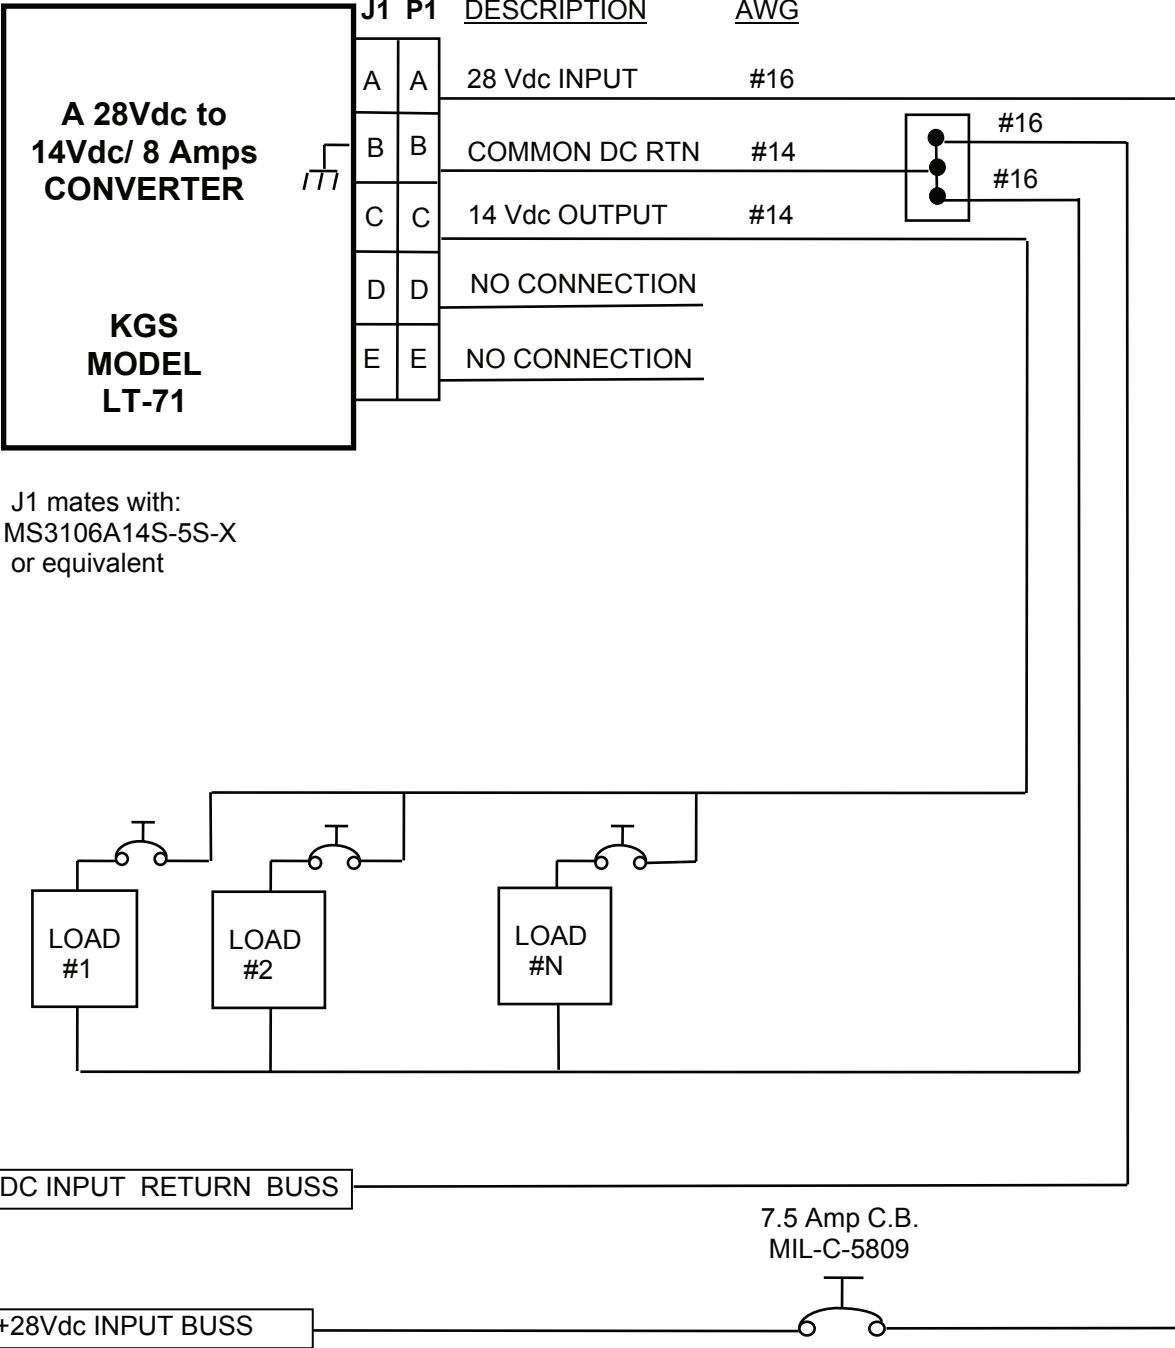 J1 P1 DESCRIPTION AWG
A 28Vdc to
14Vdc/ 8 Amps
CONVERTER
KGS
MODEL
LT-71
A A 28 Vdc INPUT #16
B B COMMON DC RTN #14
#16
#16
C C 14 Vdc OUTPUT #14
D D NO CONNECTION
E E NO CONNECTION
J1 mates with:
MS3106A14S-5S-X
or equivalent
LOAD
#1
LOAD
#2
LOAD
#N
DC INPUT RETURN BUSS
7.5 Amp C.B.
MIL-C-5809
+28Vdc INPUT BUSS